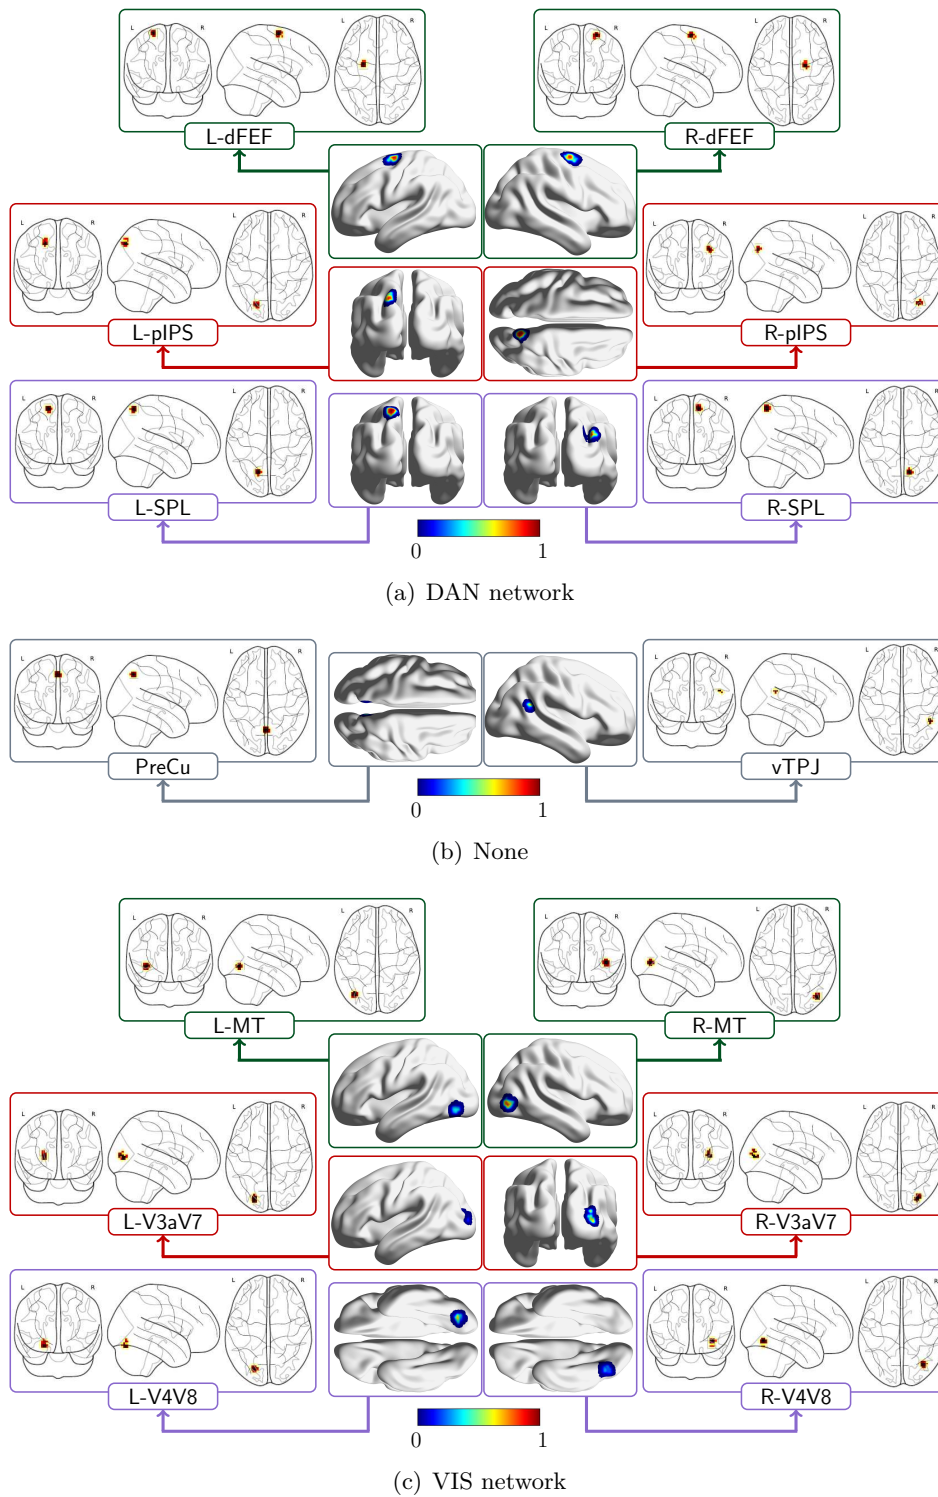 L R L R
L R L R
L-dFEF R-dFEF
L R L R
L R L R
L-pIPS R-pIPS
L R L R
L R L R
L-SPL R-SPL
0 1
(a) DAN network
L R L R
L R L R
PreCu vTPJ
0 1
(b) None
L R L R
L R L R
L-MT R-MT
L R L R
L R L R
L-V3aV7 R-V3aV7
L R L R
L R L R
L-V4V8 R-V4V8
0 1
(c) VIS network